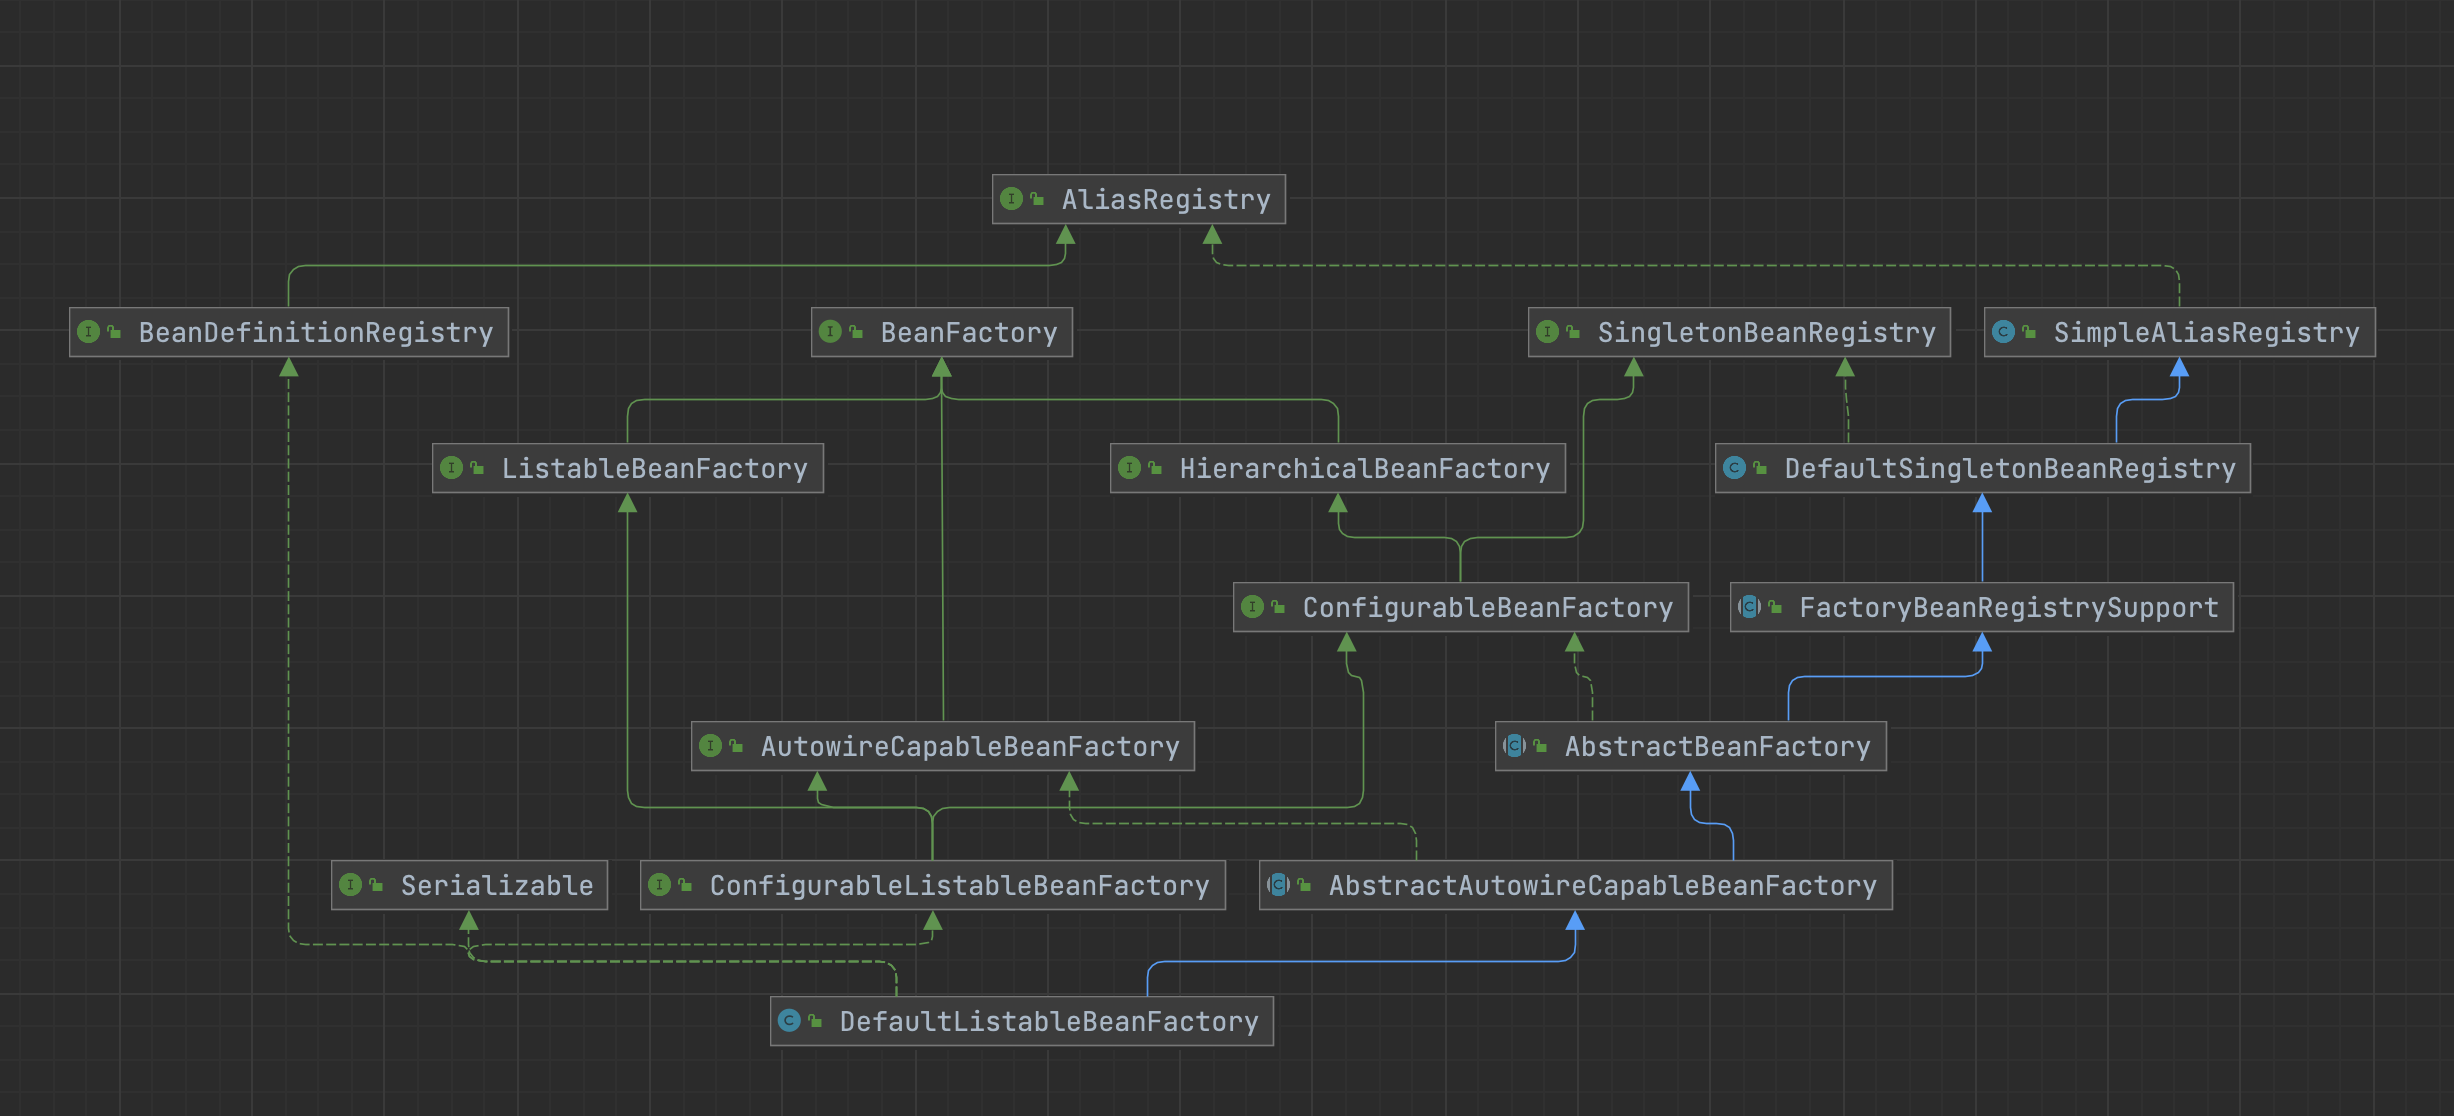 AliasRegistry
BeanDefinitionRegistry
BeanFactory
SingletonBeanRegistry
SimpleAliasRegistry
ListableBeanFactory
HierarchicalBeanFactory
DefaultSingletonBeanRegistry
ConfigurableBeanFactory
FactoryBeanRegistrySupport
AutowireCapableBeanFactory
AbstractBeanFactory
Serializable
ConfigurableListableBeanFactory
AbstractAutowireCapableBeanFactory
DefaultListableBeanFactory